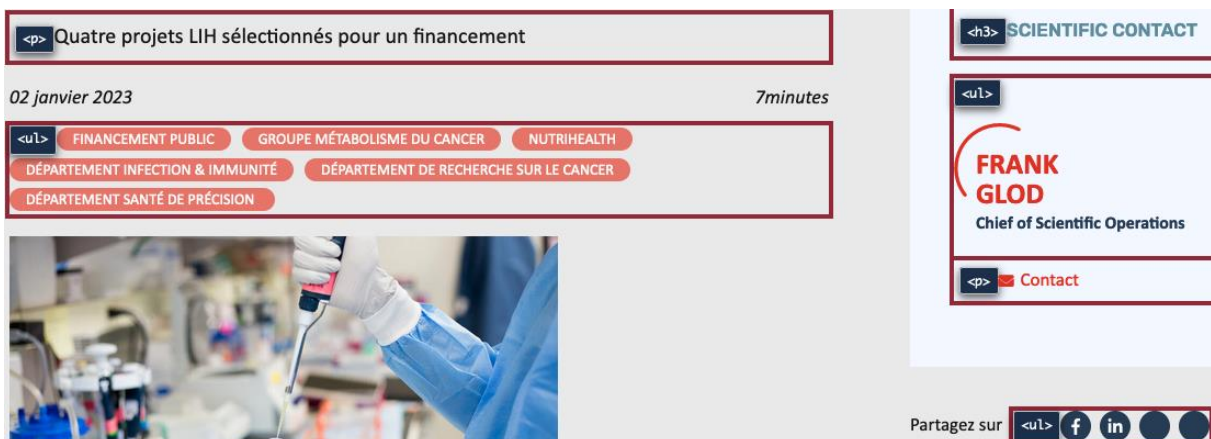 <p> Quatre projets LIH sélectionnés pour un financement
02 janvier 2023
7minutes
<ul> FINANCEMENT PUBLIC GROUPE MÉTABOLISME DU CANCER NUTRIHEALTH
DÉPARTEMENT INFECTION & IMMUNITÉ DÉPARTEMENT DE RECHERCHE SUR LE CANCER
DÉPARTEMENT SANTÉ DE PRÉCISION
<h3> SCIENTIFIC CONTACT
<ul>
FRANK
GLOD
Chief of Scientific Operations
<p> Contact
Partagez sur <ul> f in